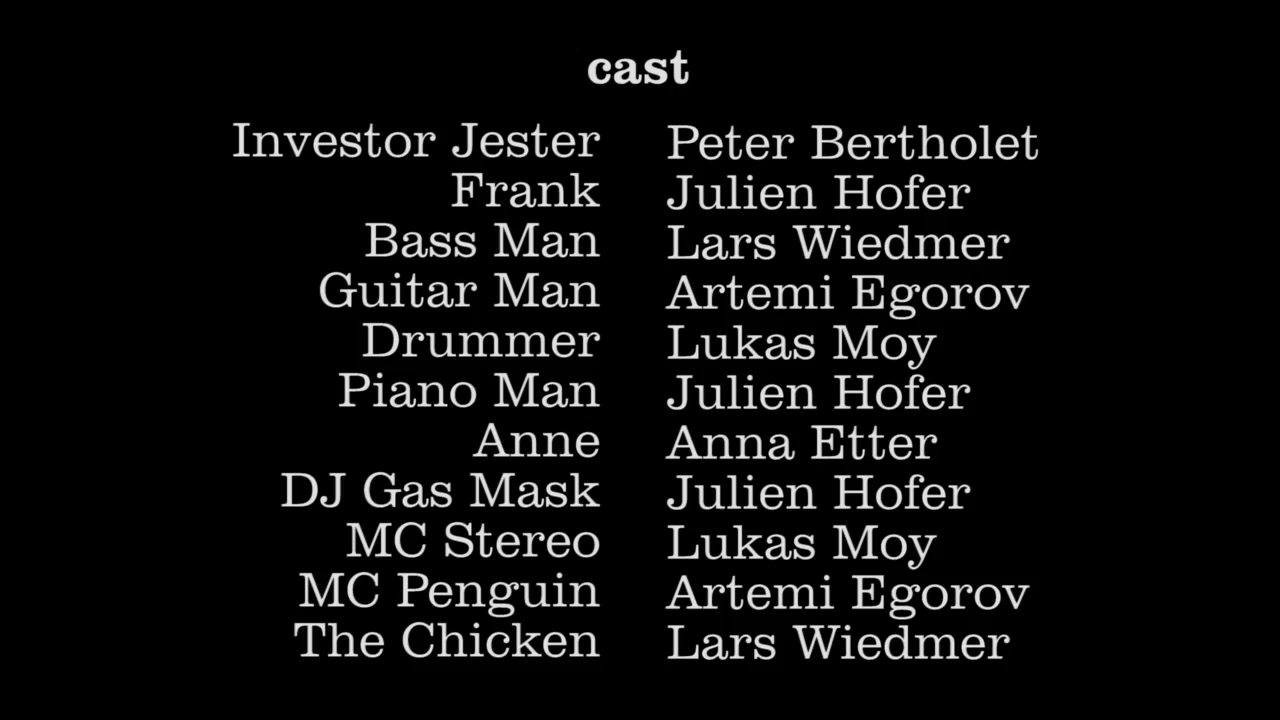 cast
Investor Jester Peter Bertholet
Frank Julien Hofer
Bass Man Lars Wiedmer
Guitar Man Artemi Egorov
Drummer Lukas Moy
Piano Man Julien Hofer
Anne Anna Etter
DJ Gas Mask Julien Hofer
MC Stereo Lukas Moy
MC Penguin Artemi Egorov
The Chicken Lars Wiedmer